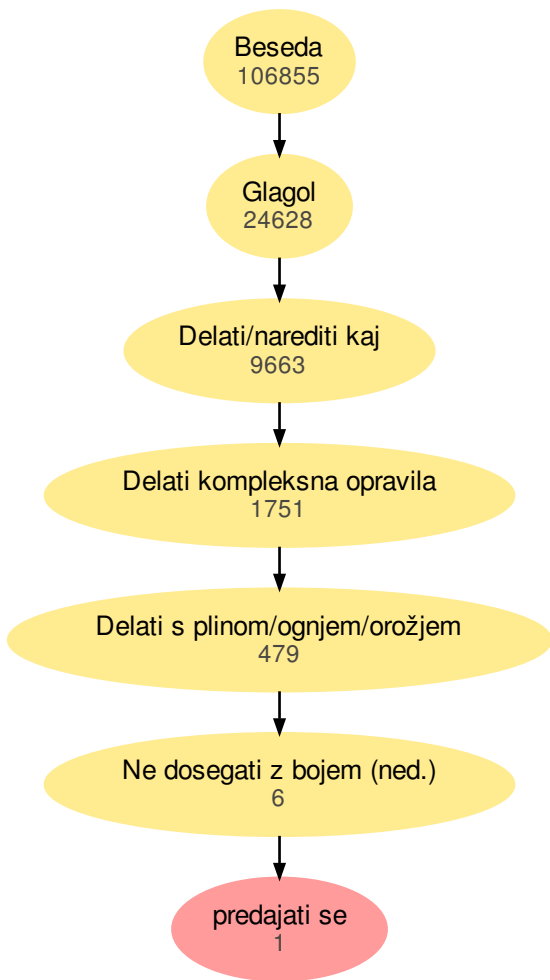 Beseda
106855
Glagol
24628
Delati/narediti kaj
9663
Delati kompleksna opravila
1751
Delati s plinom/ognjem/orožjem
479
Ne dosegati z bojem (ned.)
6
predajati se
1